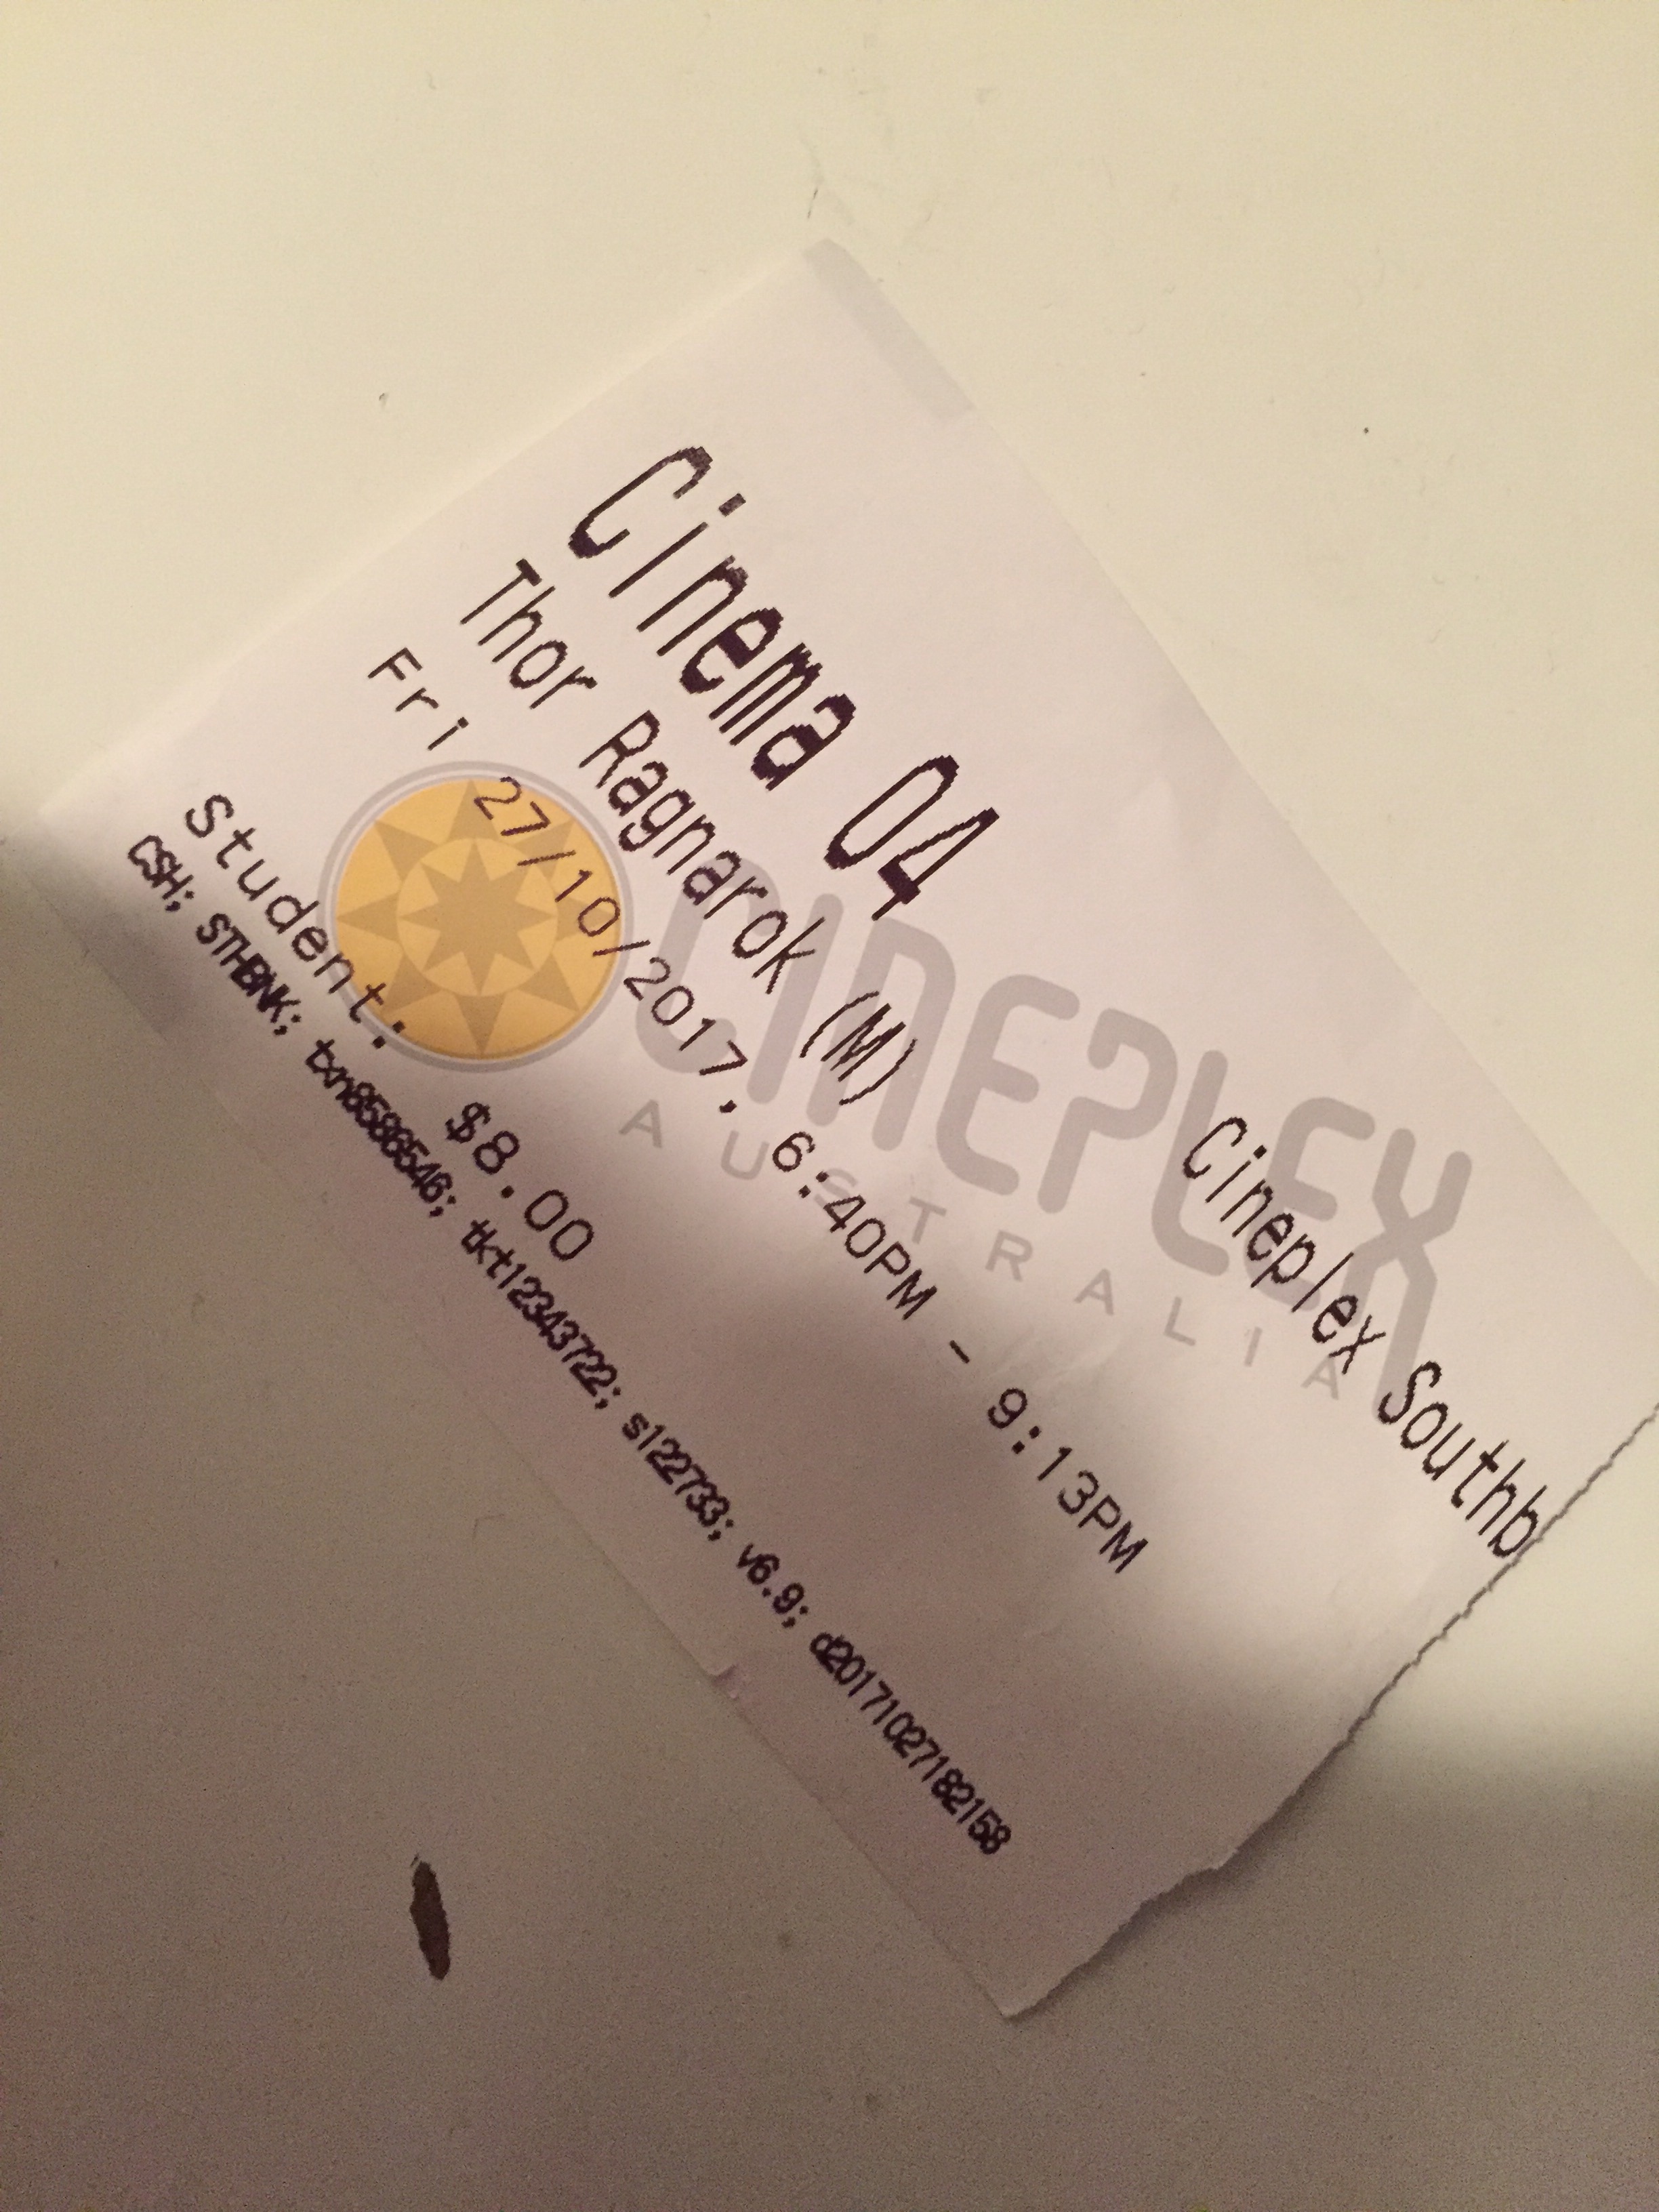 Cinema 04
Cineplex Southb
Thor Ragnarok (M)
Fri 27/10/2017. 6:40PM - 9:13PM
Student. $8.00
CSH; STHBNK; txn8586546; tkt12343722; s122733; v6.9; d20171027182158
CINEPLEX
AUSTRALIA